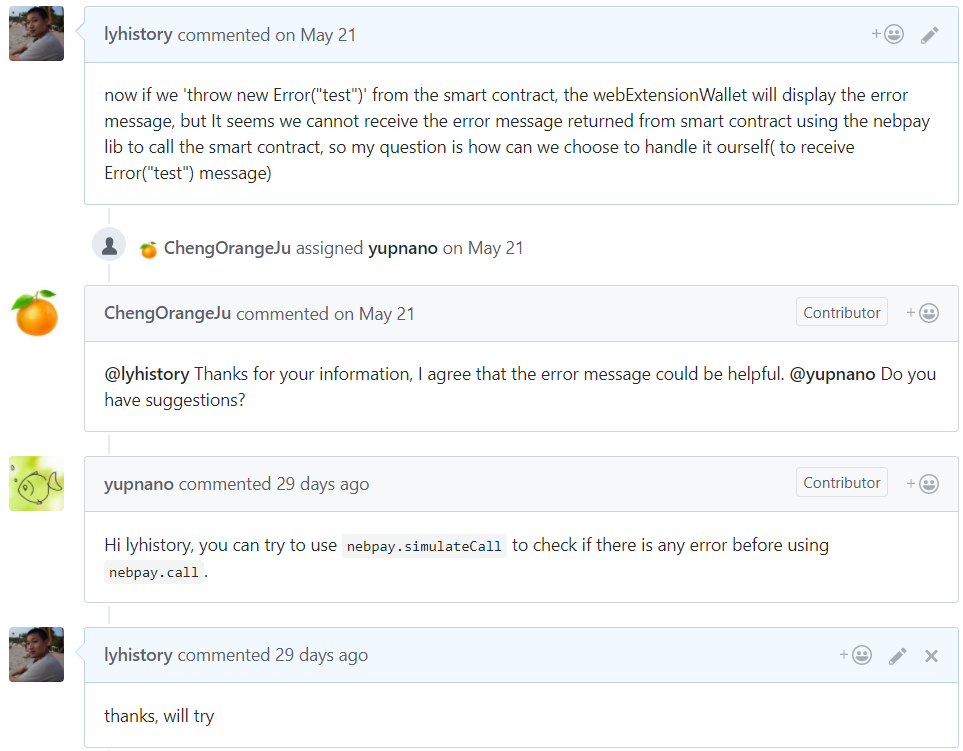 lyhistory commented on May 21
now if we 'throw new Error("test")' from the smart contract, the webExtensionWallet will display the error
message, but It seems we cannot receive the error message returned from smart contract using the nebpay
lib to call the smart contract, so my question is how can we choose to handle it ourself( to receive
Error("test") message)
ChengOrangeJu assigned yupnano on May 21
ChengOrangeJu commented on May 21 Contributor
@lyhistory Thanks for your information, I agree that the error message could be helpful. @yupnano Do you
have suggestions?
yupnano commented 29 days ago Contributor
Hi lyhistory, you can try to use nebpay.simulateCall to check if there is any error before using
nebpay.call .
lyhistory commented 29 days ago
thanks, will try